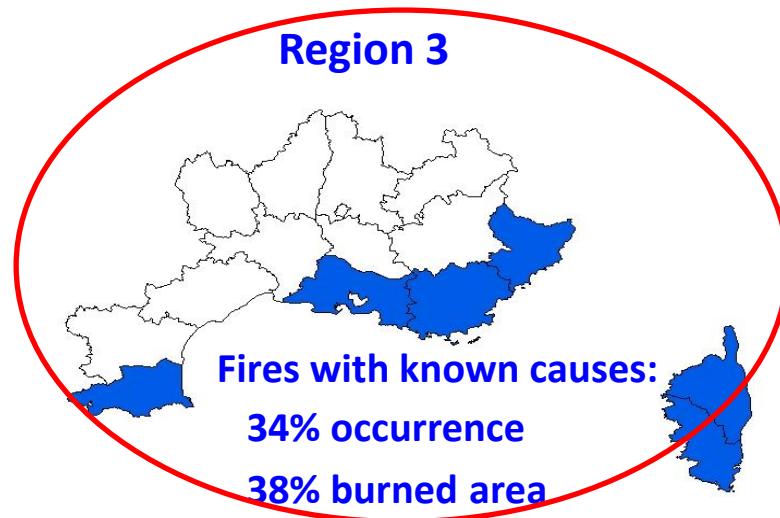 Region 3
Fires with known causes:
34% occurrence
38% burned area